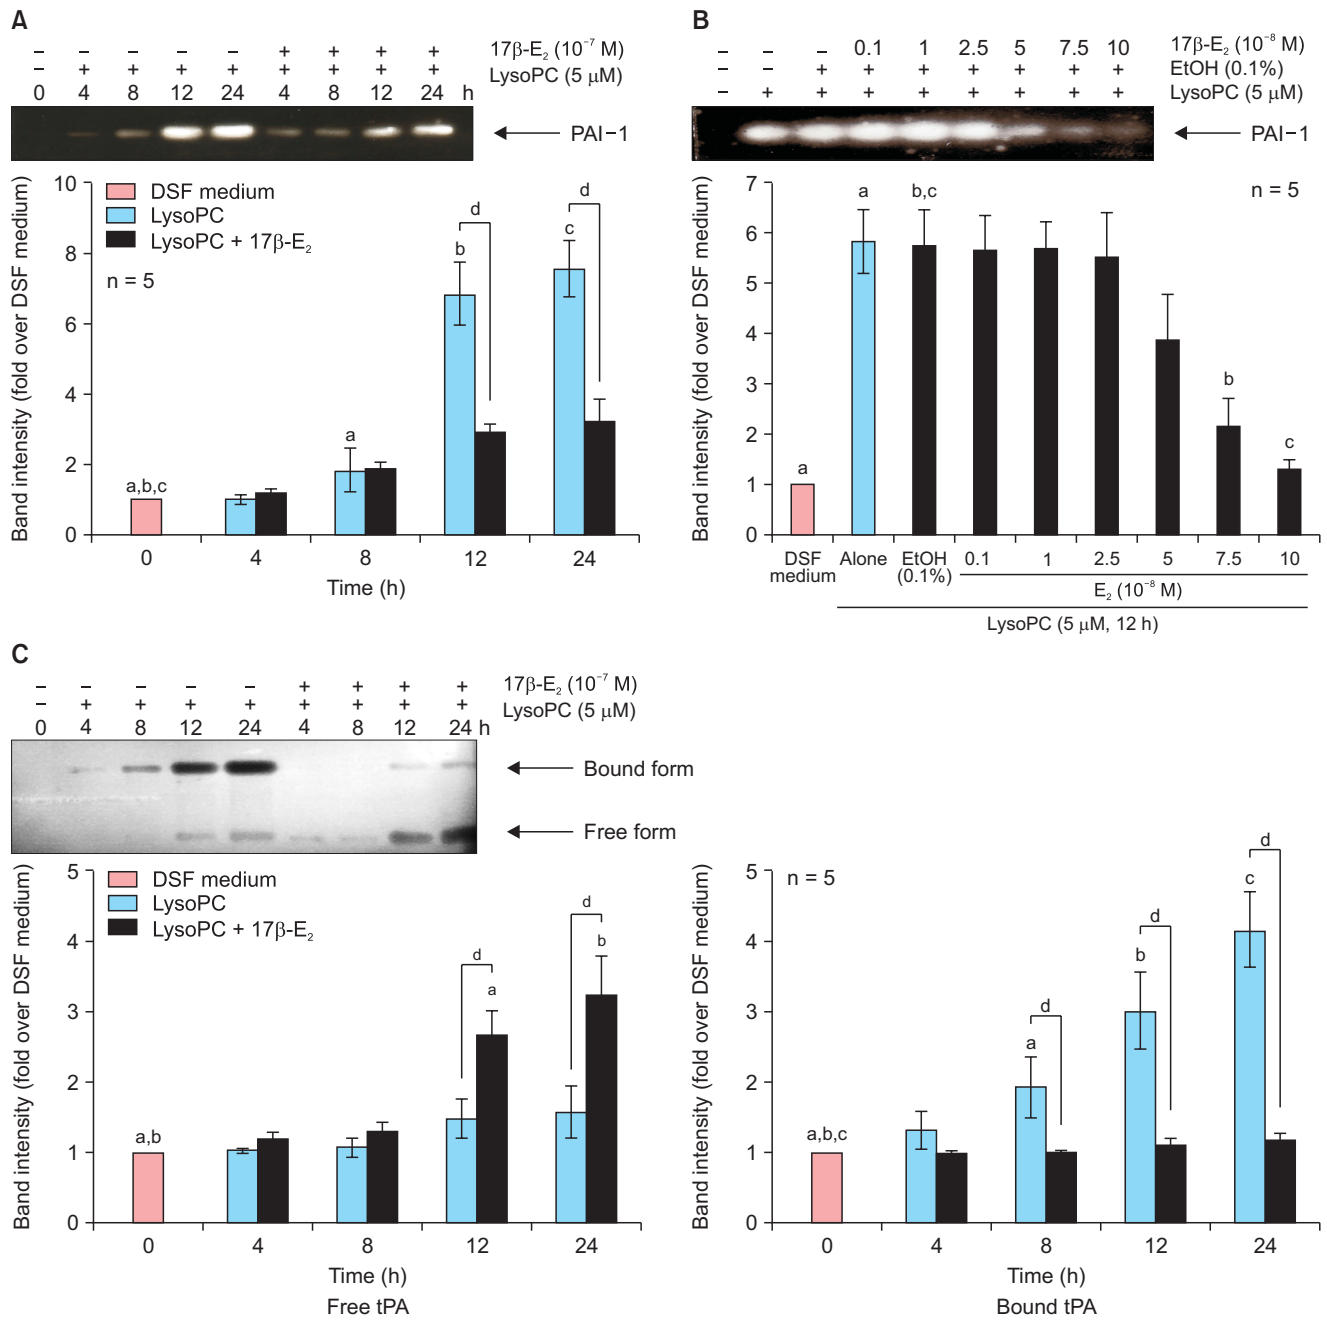 A
– – – – – + + + + 17β-E₂ (10⁻⁷ M)
– + + + + + + + + LysoPC (5 μM)
0 4 8 12 24 4 8 12 24 h
PAI−1
Band intensity (fold over DSF medium)
10
8
6
4
2
0
DSF medium
LysoPC
LysoPC + 17β-E₂
n = 5
a,b,c
a
b
d
c
d
0 4 8 12 24
Time (h)
B
– – – 0.1 1 2.5 5 7.5 10 17β-E₂ (10⁻⁸ M)
– – + + + + + + + EtOH (0.1%)
– + + + + + + + + LysoPC (5 μM)
PAI−1
Band intensity (fold over DSF medium)
7
6
5
4
3
2
1
0
n = 5
a
a
b,c
b
c
DSF medium
Alone
EtOH (0.1%)
0.1 1 2.5 5 7.5 10
E₂ (10⁻⁸ M)
LysoPC (5 μM, 12 h)
C
– – – – – + + + + 17β-E₂ (10⁻⁷ M)
– + + + + + + + + LysoPC (5 μM)
0 4 8 12 24 4 8 12 24 h
Bound form
Free form
Band intensity (fold over DSF medium)
5
4
3
2
1
0
DSF medium
LysoPC
LysoPC + 17β-E₂
a,b
d
a
d
b
0 4 8 12 24
Time (h)
Free tPA
Band intensity (fold over DSF medium)
5
4
3
2
1
0
n = 5
a,b,c
a
d
b
d
c
d
0 4 8 12 24
Time (h)
Bound tPA